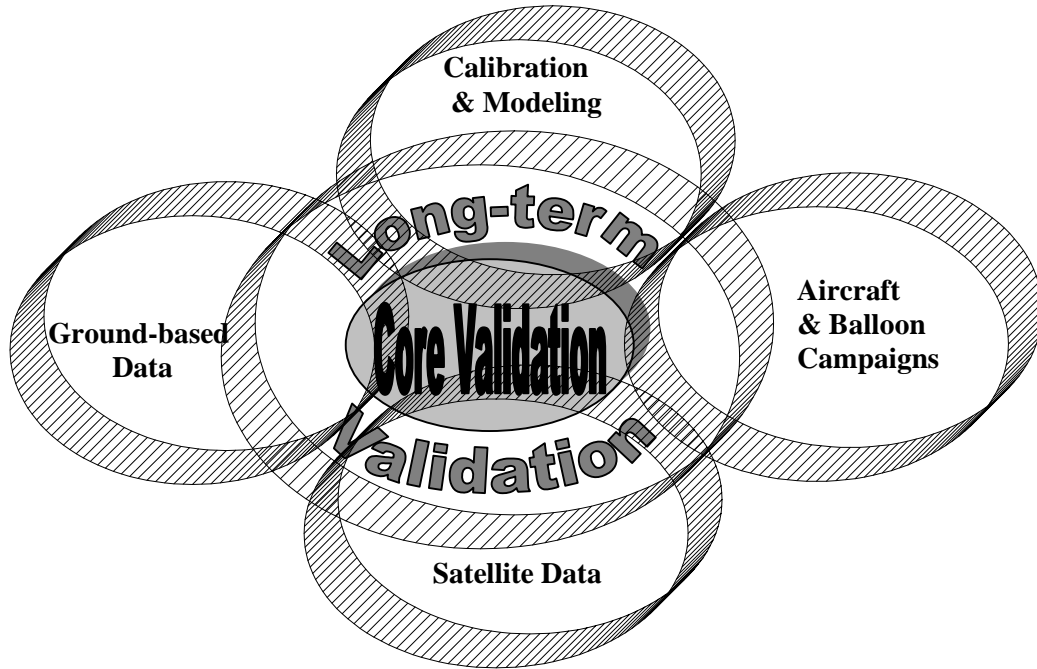 Calibration
& Modeling
Long-term
Ground-based
Data
Core Validation
Aircraft
& Balloon
Campaigns
Validation
Satellite Data